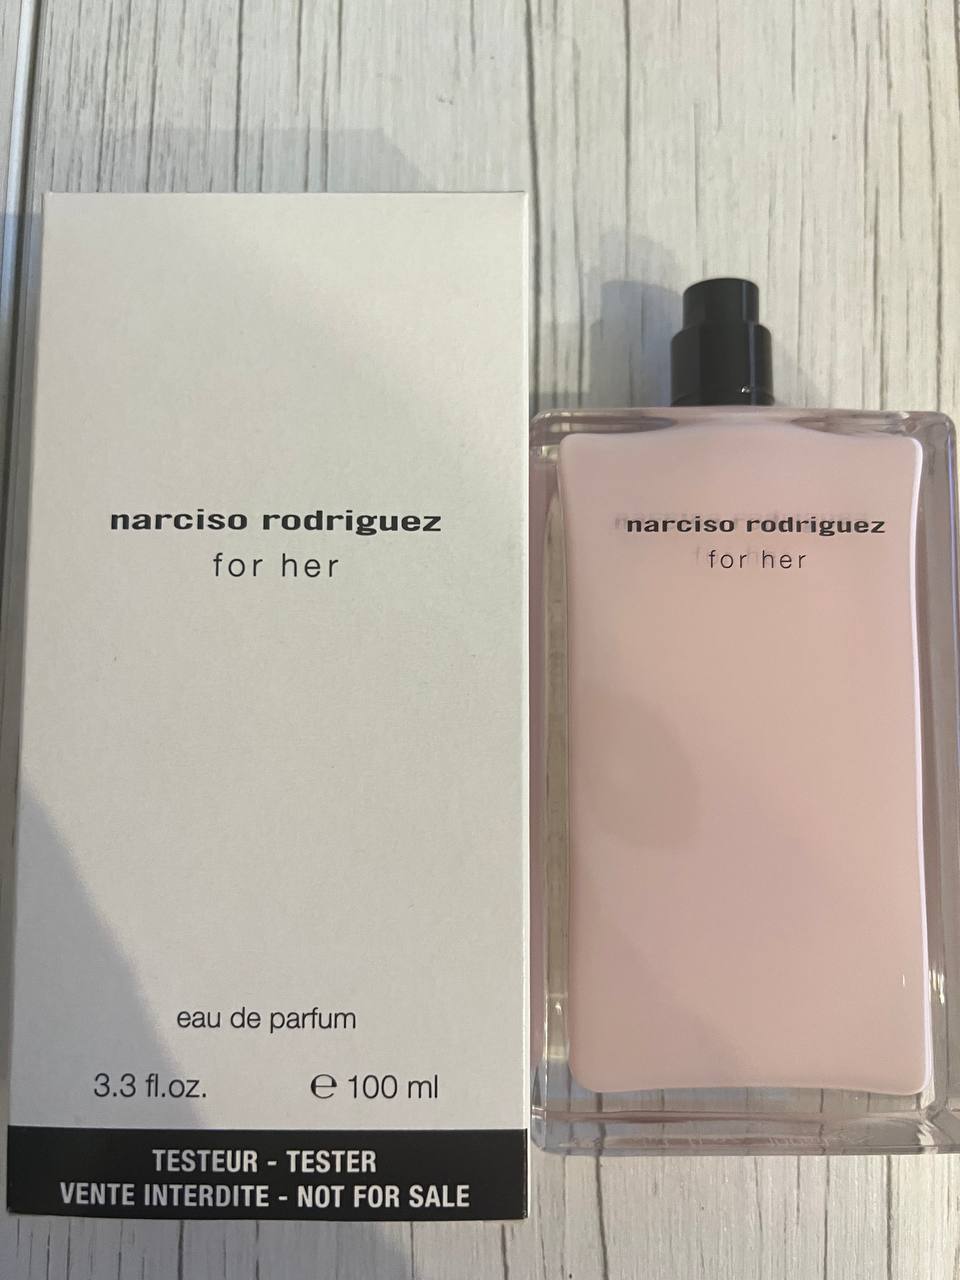 narciso rodriguez
for her
eau de parfum
3.3 fl.oz. ℮ 100 ml
TESTEUR - TESTER
VENTE INTERDITE - NOT FOR SALE
narciso rodriguez
for her